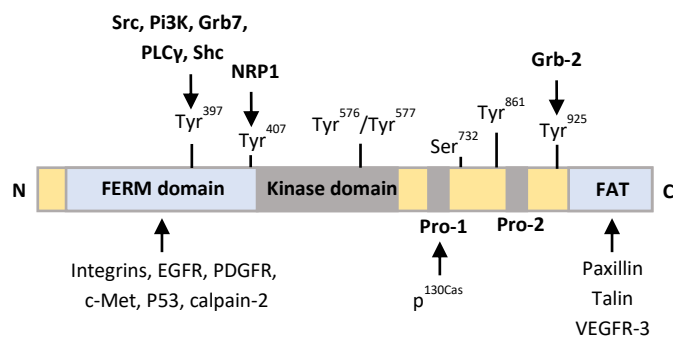 Src, Pi3K, Grb7,
PLCγ, Shc
NRP1
Grb-2
Tyr397
Tyr407
Tyr576/Tyr577
Ser732
Tyr861
Tyr925
N
FERM domain
Kinase domain
FAT
C
Pro-1
Pro-2
Integrins, EGFR, PDGFR,
c-Met, P53, calpain-2
p130Cas
Paxillin
Talin
VEGFR-3